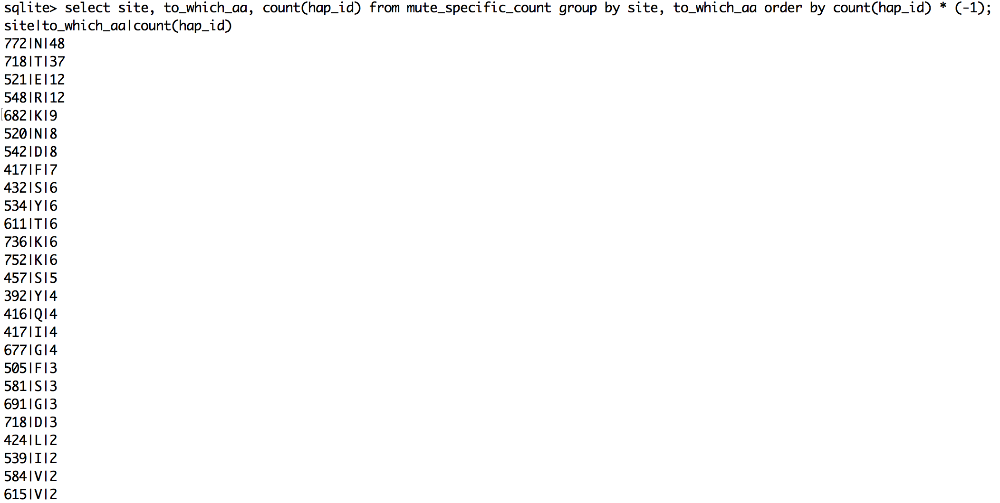 sqlite> select site, to_which_aa, count(hap_id) from mute_specific_count group by site, to_which_aa order by count(hap_id) * (-1);
site|to_which_aa|count(hap_id)
772|N|48
718|T|37
521|E|12
548|R|12
682|K|9
520|N|8
542|D|8
417|F|7
432|S|6
534|Y|6
611|T|6
736|K|6
752|K|6
457|S|5
392|Y|4
416|Q|4
417|I|4
677|G|4
505|F|3
581|S|3
691|G|3
718|D|3
424|L|2
539|I|2
584|V|2
615|V|2